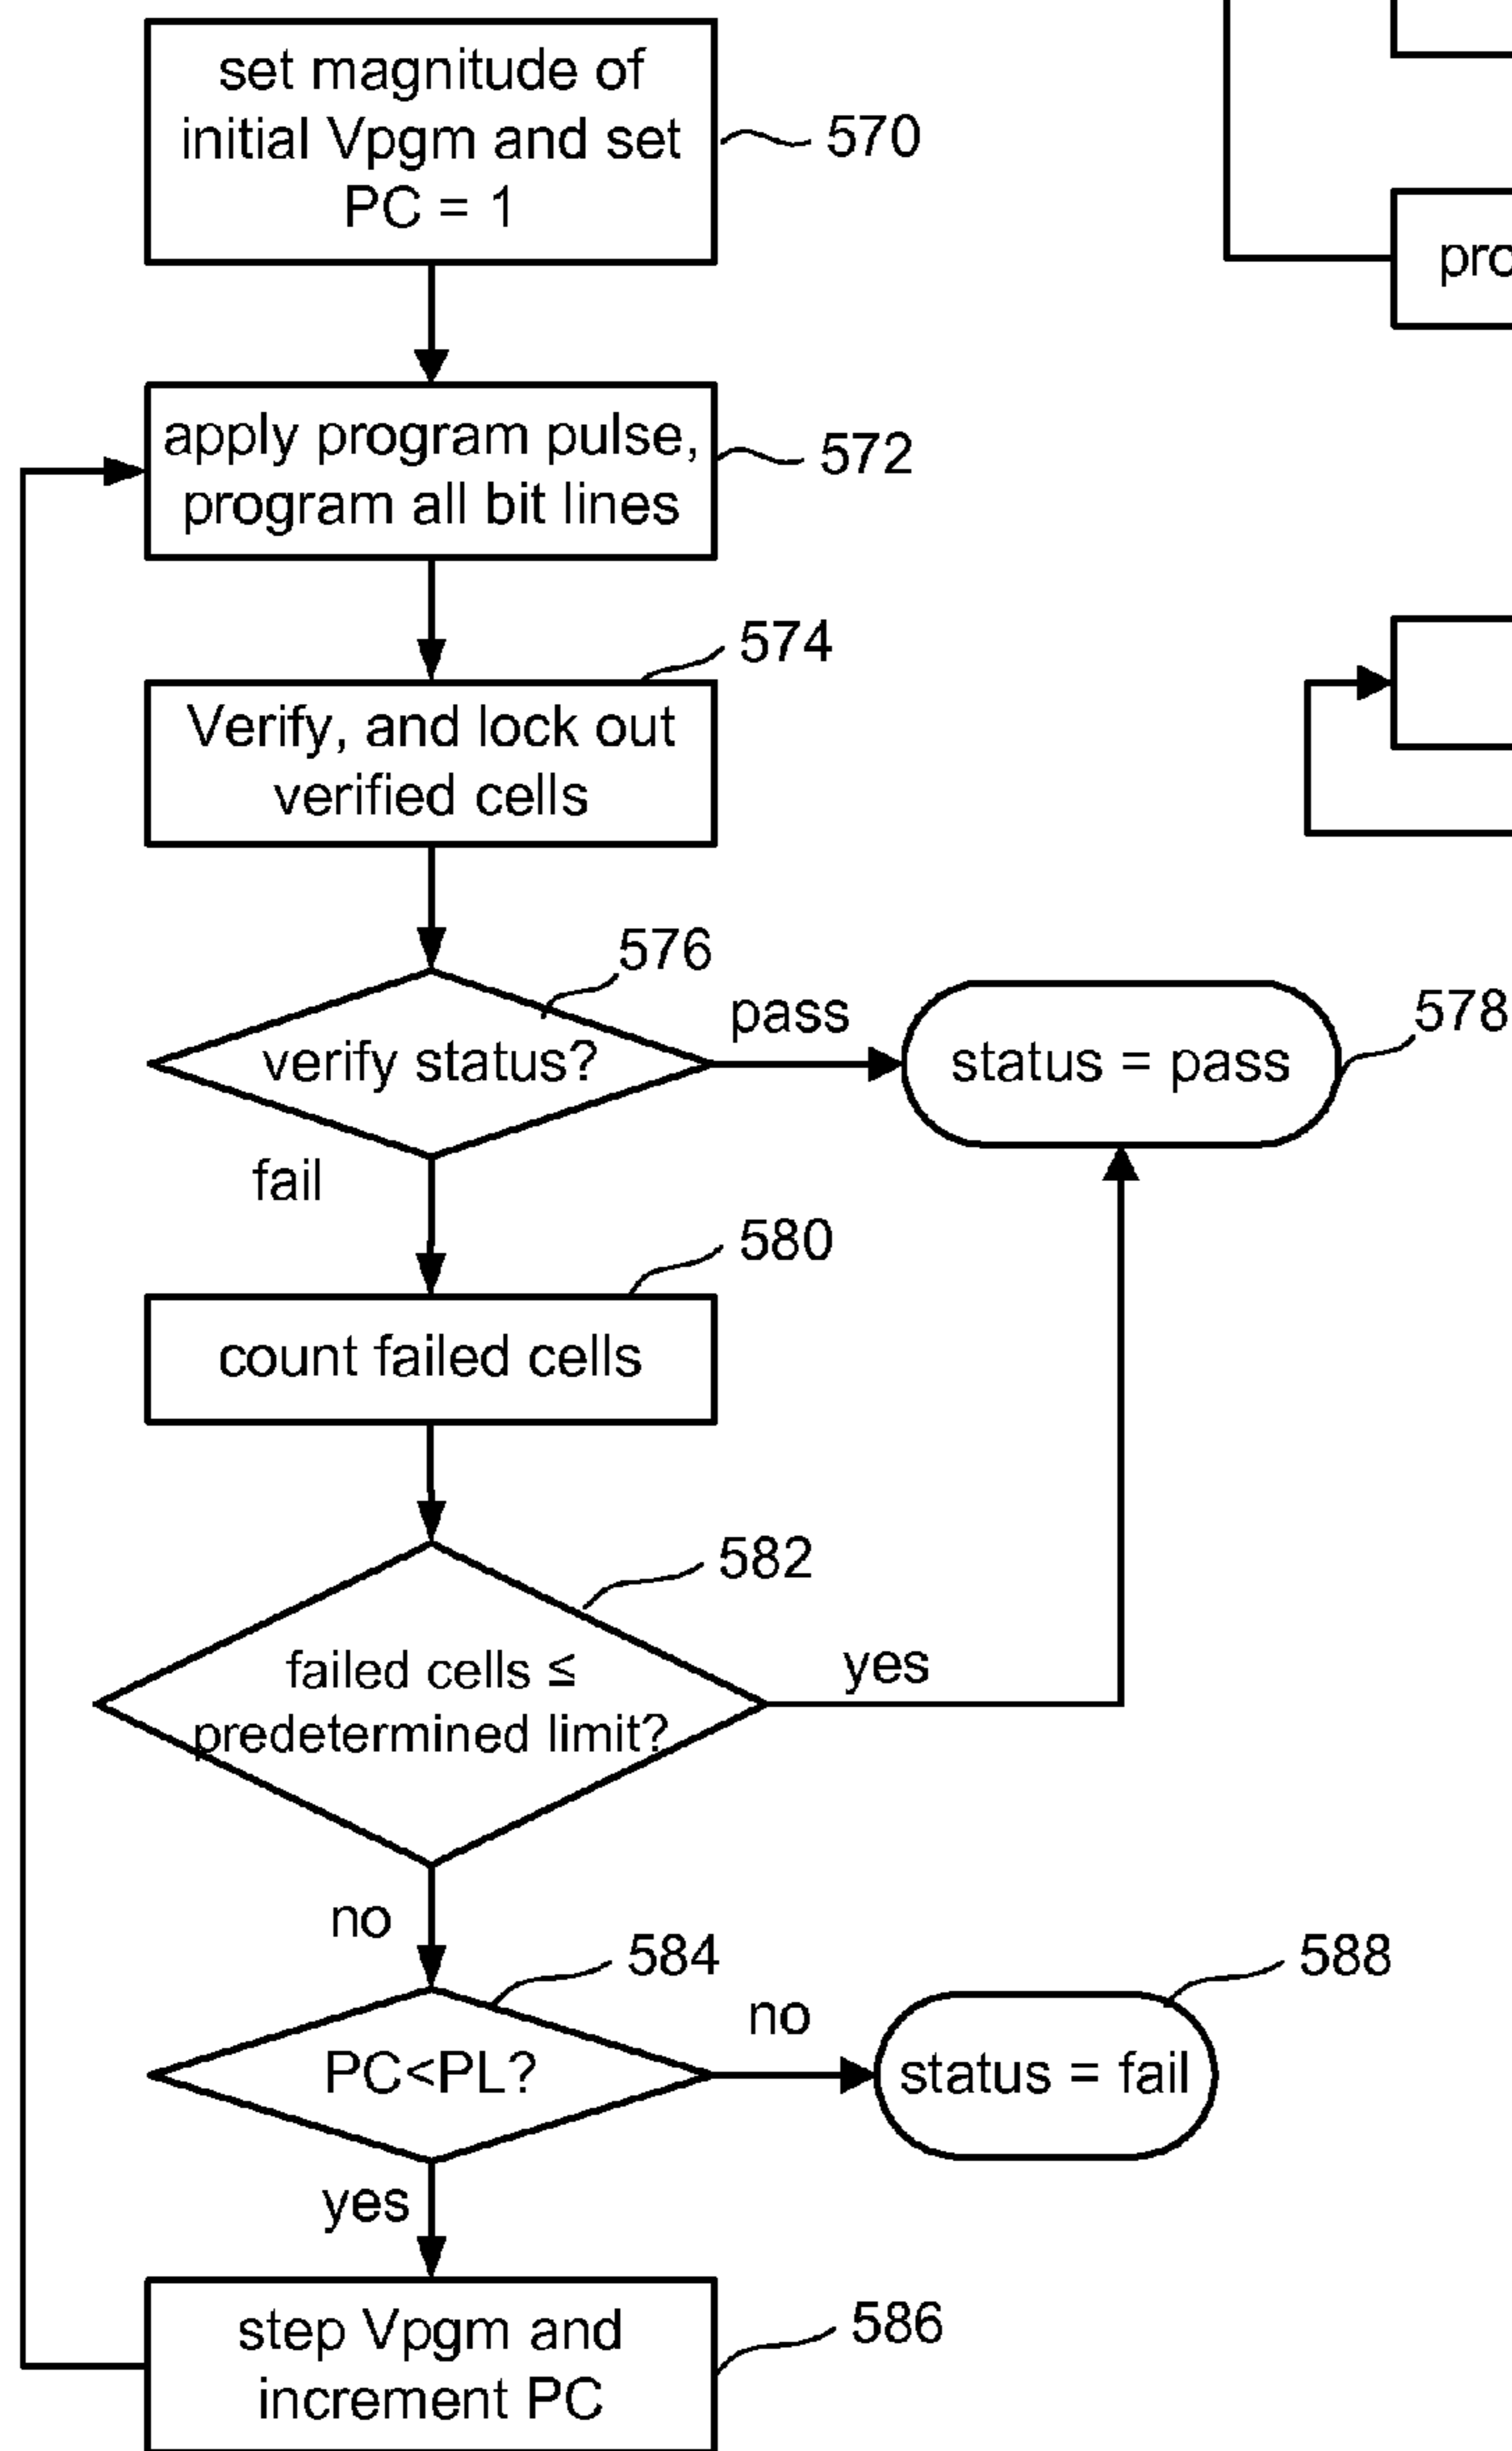 set magnitude of
initial Vpgm and set
PC = 1
570
apply program pulse,
program all bit lines
572
574
Verify, and lock out
verified cells
576
verify status?
pass
status = pass
578
fail
580
count failed cells
582
failed cells ≤
predetermined limit?
yes
no
584
PC<PL?
no
588
status = fail
yes
step Vpgm and
increment PC
586